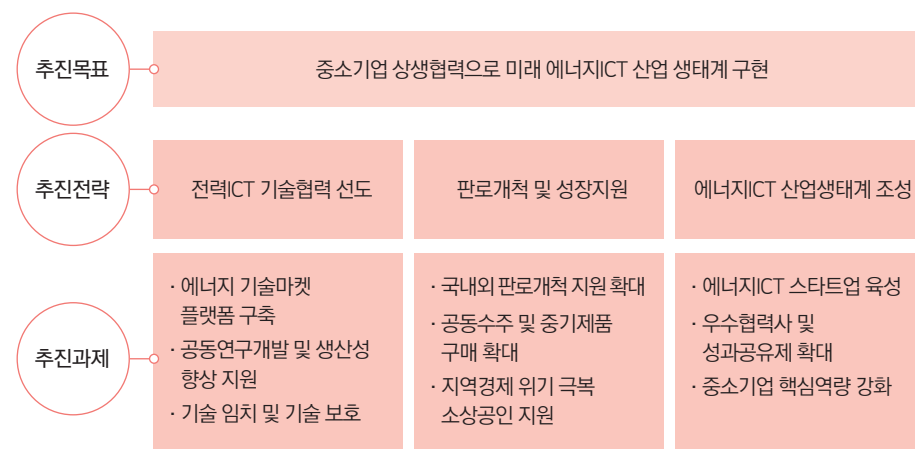 추진목표
중소기업 상생협력으로 미래 에너지ICT 산업 생태계 구현
추진전략
전력ICT 기술협력 선도
판로개척 및 성장지원
에너지ICT 산업생태계 조성
추진과제
· 에너지 기술마켓
플랫폼 구축
· 공동연구개발 및 생산성
향상 지원
· 기술 임치 및 기술 보호
· 국내외 판로개척 지원 확대
· 공동수주 및 중기제품
구매 확대
· 지역경제 위기 극복
소상공인 지원
· 에너지ICT 스타트업 육성
· 우수협력사 및
성과공유제 확대
· 중소기업 핵심역량 강화